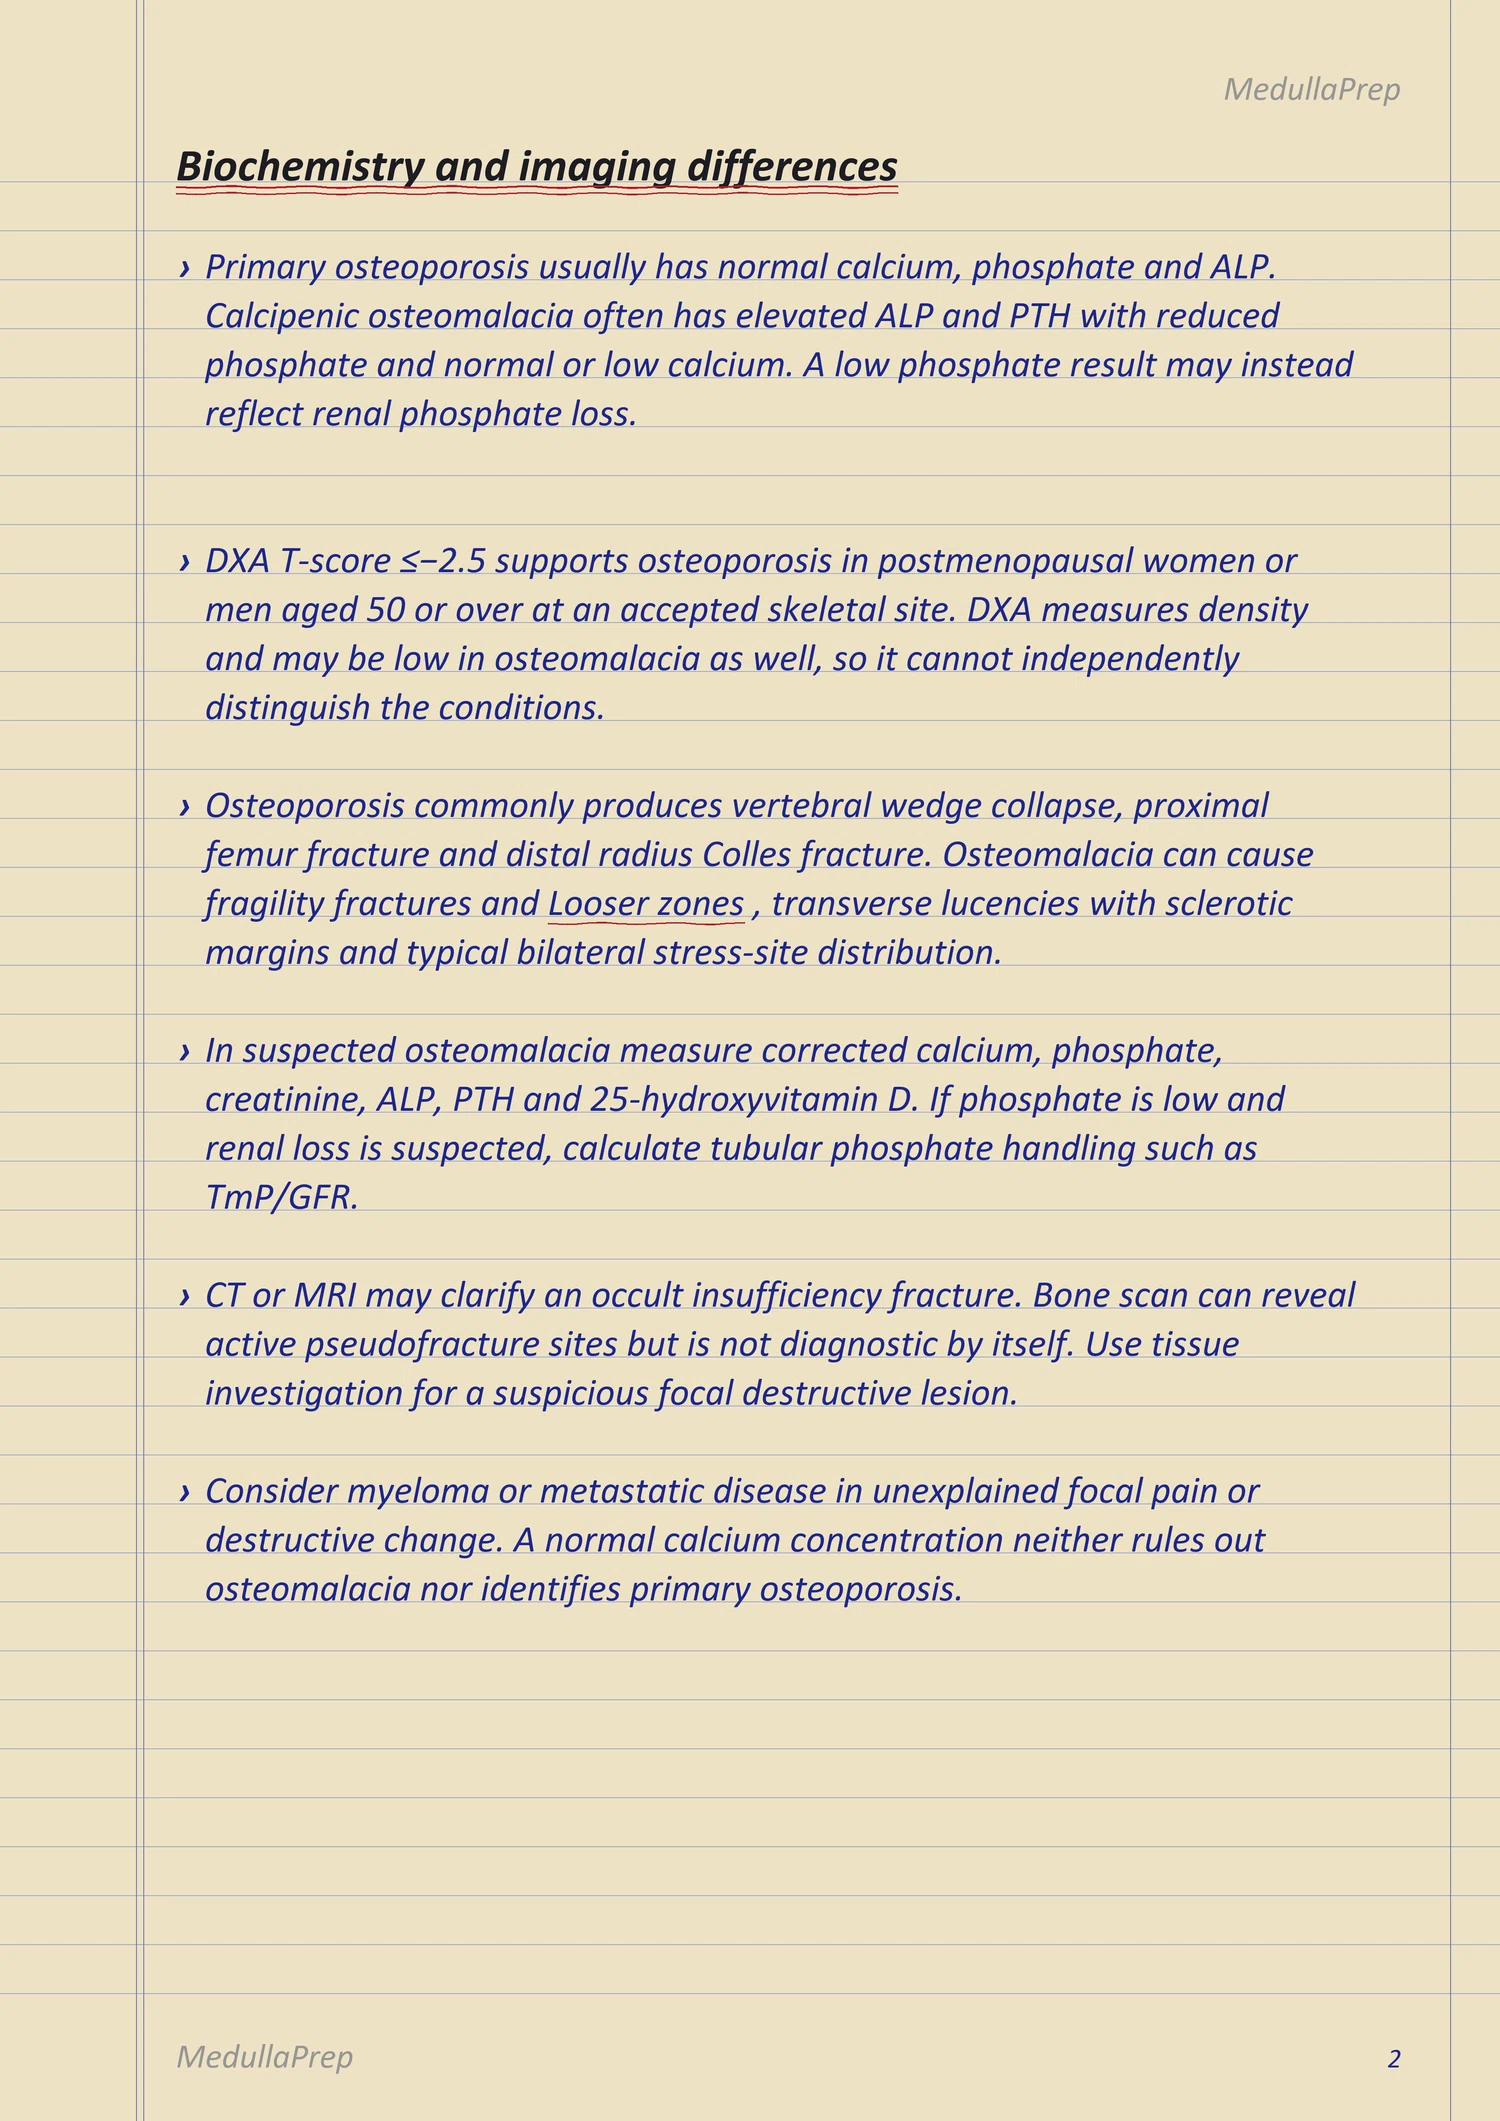 MedullaPrep
Biochemistry and imaging differences
› Primary osteoporosis usually has normal calcium, phosphate and ALP.
Calcipenic osteomalacia often has elevated ALP and PTH with reduced
phosphate and normal or low calcium. A low phosphate result may instead
reflect renal phosphate loss.
› DXA T-score ≤−2.5 supports osteoporosis in postmenopausal women or
men aged 50 or over at an accepted skeletal site. DXA measures density
and may be low in osteomalacia as well, so it cannot independently
distinguish the conditions.
› Osteoporosis commonly produces vertebral wedge collapse, proximal
femur fracture and distal radius Colles fracture. Osteomalacia can cause
fragility fractures and Looser zones , transverse lucencies with sclerotic
margins and typical bilateral stress-site distribution.
› In suspected osteomalacia measure corrected calcium, phosphate,
creatinine, ALP, PTH and 25-hydroxyvitamin D. If phosphate is low and
renal loss is suspected, calculate tubular phosphate handling such as
TmP/GFR.
› CT or MRI may clarify an occult insufficiency fracture. Bone scan can reveal
active pseudofracture sites but is not diagnostic by itself. Use tissue
investigation for a suspicious focal destructive lesion.
› Consider myeloma or metastatic disease in unexplained focal pain or
destructive change. A normal calcium concentration neither rules out
osteomalacia nor identifies primary osteoporosis.
MedullaPrep
2